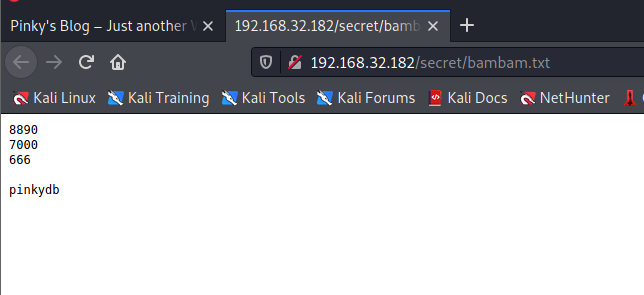 Pinky's Blog – Just another W
192.168.32.182/secret/bamb
192.168.32.182/secret/bambam.txt
Kali Linux
Kali Training
Kali Tools
Kali Forums
Kali Docs
NetHunter
8890
7000
666
pinkydb